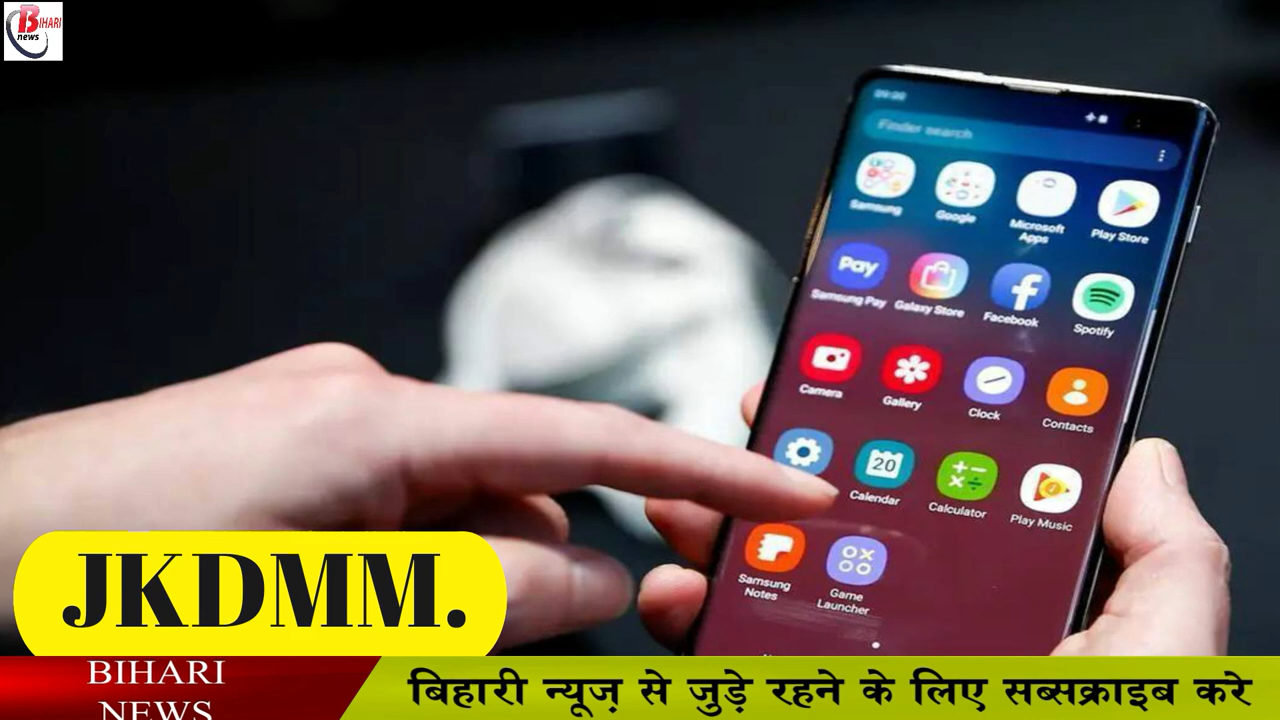 BIHARI
news
09:00
Finder search
Samsung
Google
Microsoft
Apps
Play Store
Pay
Samsung Pay
Galaxy Store
Facebook
Spotify
Camera
Gallery
Clock
Contacts
20
Calendar
Calculator
Play Music
Samsung
Notes
Game
Launcher
JKDMM.
BIHARI
NEWS
बिहारी न्यूज़ से जुड़े रहने के लिए सब्सक्राइब करे